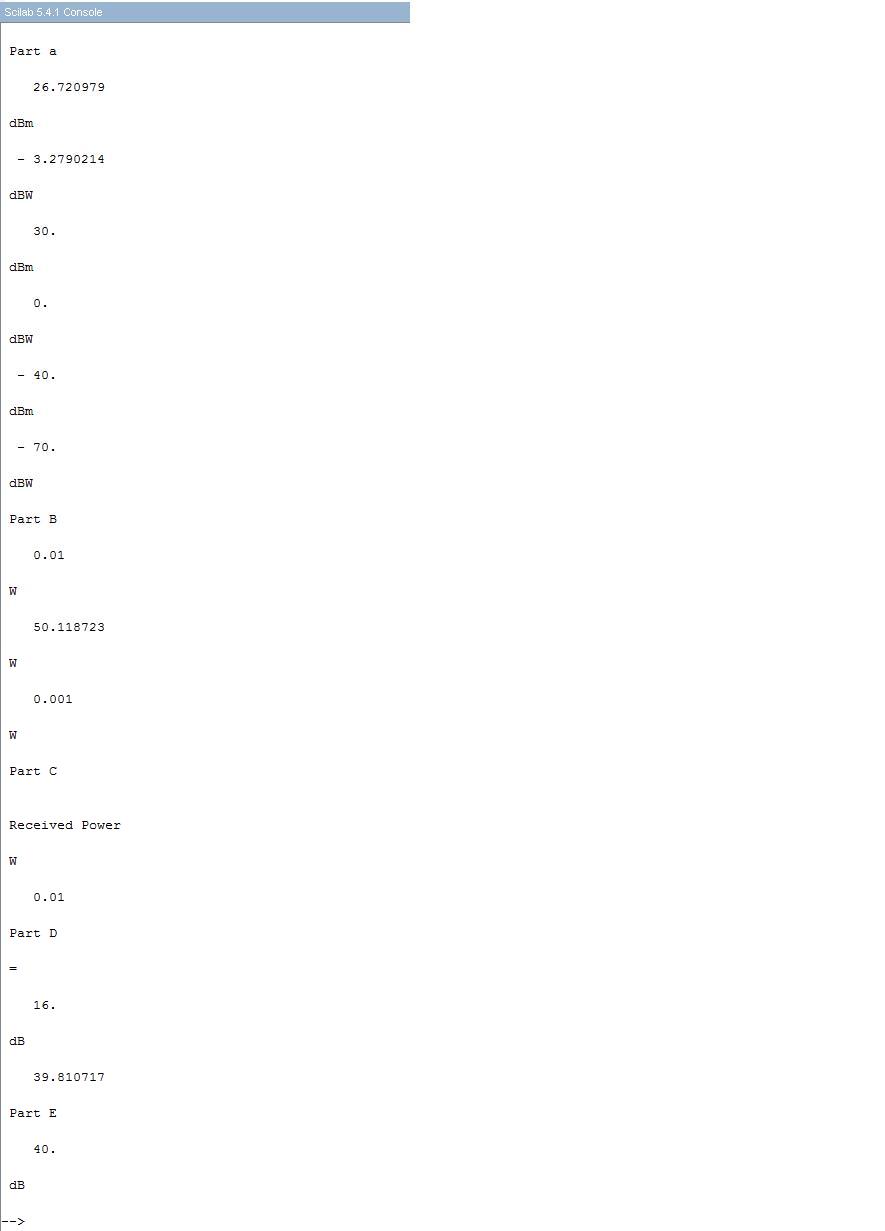 Scilab 5.4.1 Console
Part a
26.720979
dBm
- 3.2790214
dBW
30.
dBm
0.
dBW
- 40.
dBm
- 70.
dBW
Part B
0.01
W
50.118723
W
0.001
W
Part C
Received Power
W
0.01
Part D
=
16.
dB
39.810717
Part E
40.
dB
-->